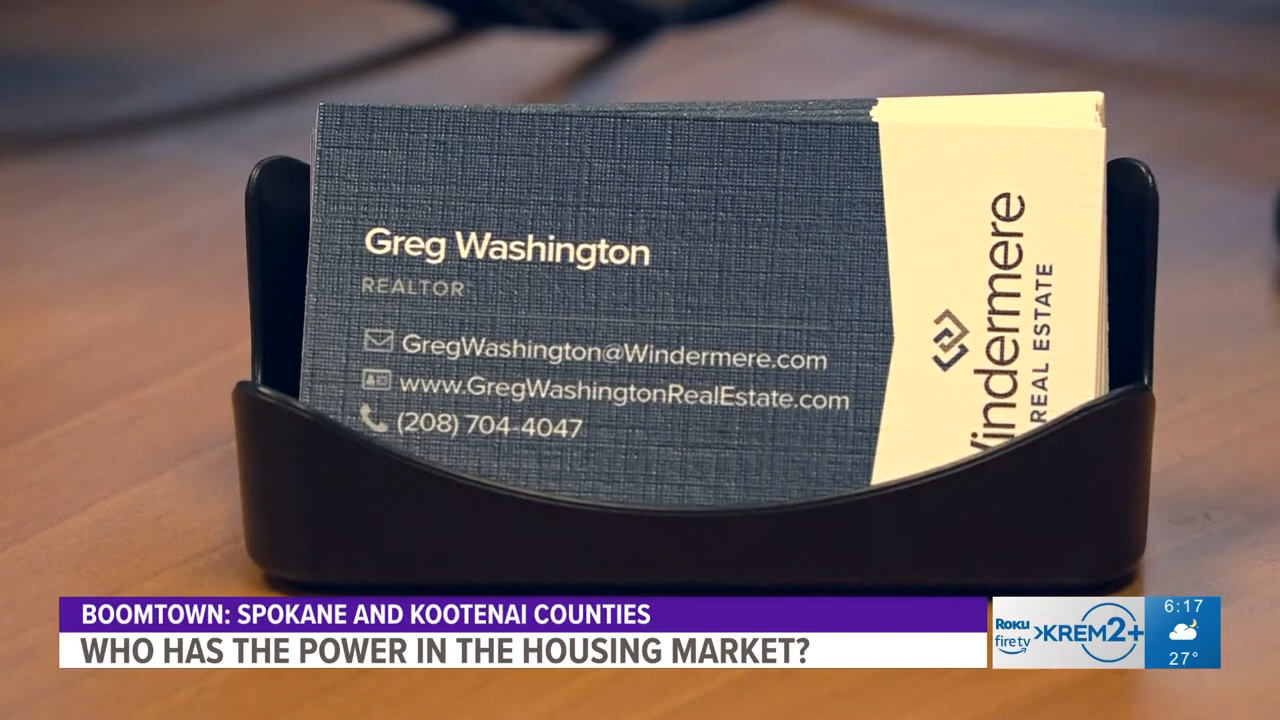 Greg Washington
REALTOR
GregWashington@Windermere.com
www.GregWashingtonRealEstate.com
(208) 704-4047
Windermere
REAL ESTATE
BOOMTOWN: SPOKANE AND KOOTENAI COUNTIES
WHO HAS THE POWER IN THE HOUSING MARKET?
Roku
fire tv
KREM2+
6:17
27°